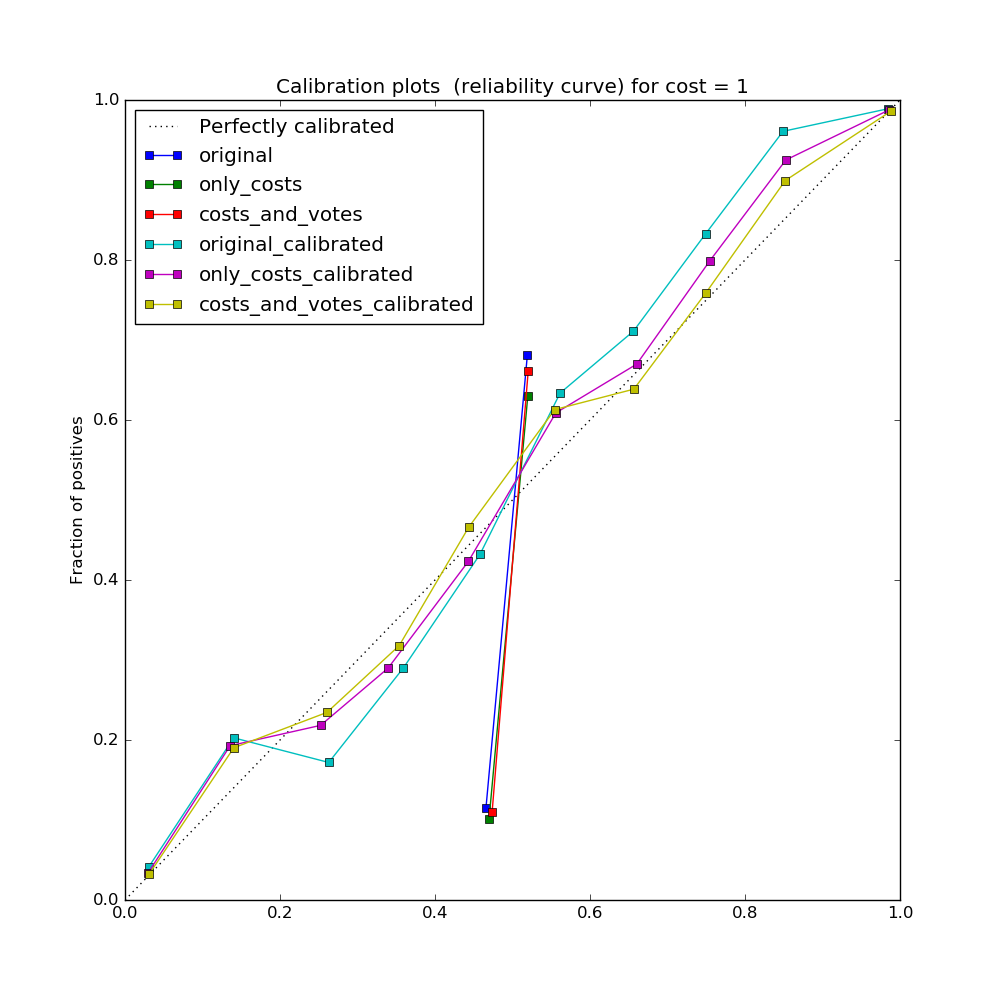 Calibration plots  (reliability curve) for cost = 1
1.0
Perfectly calibrated
original
only_costs
costs_and_votes
original_calibrated
only_costs_calibrated
costs_and_votes_calibrated
0.8
0.6
Fraction of positives
0.4
0.2
0.0
0.0 0.2 0.4 0.6 0.8 1.0